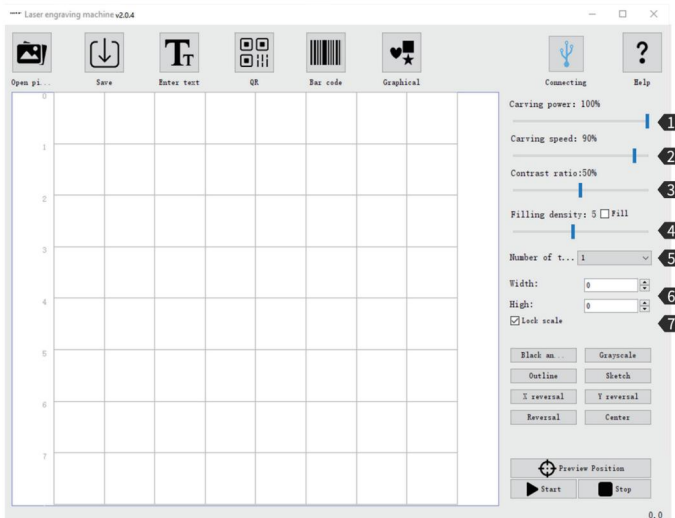 Laser engraving machine v2.0.4
Open pi... Save Enter text QR Bar code Graphical Connecting Help
0
1
2
3
4
5
6
7
Carving power: 100%
1
Carving speed: 90%
2
Contrast ratio:50%
3
Filling density: 5 Fill
4
Number of t... 1
5
Width: 0
6
High: 0
Lock scale
7
Black an... Grayscale
Outline Sketch
X reversal Y reversal
Reversal Center
Preview Position
Start Stop
0,0